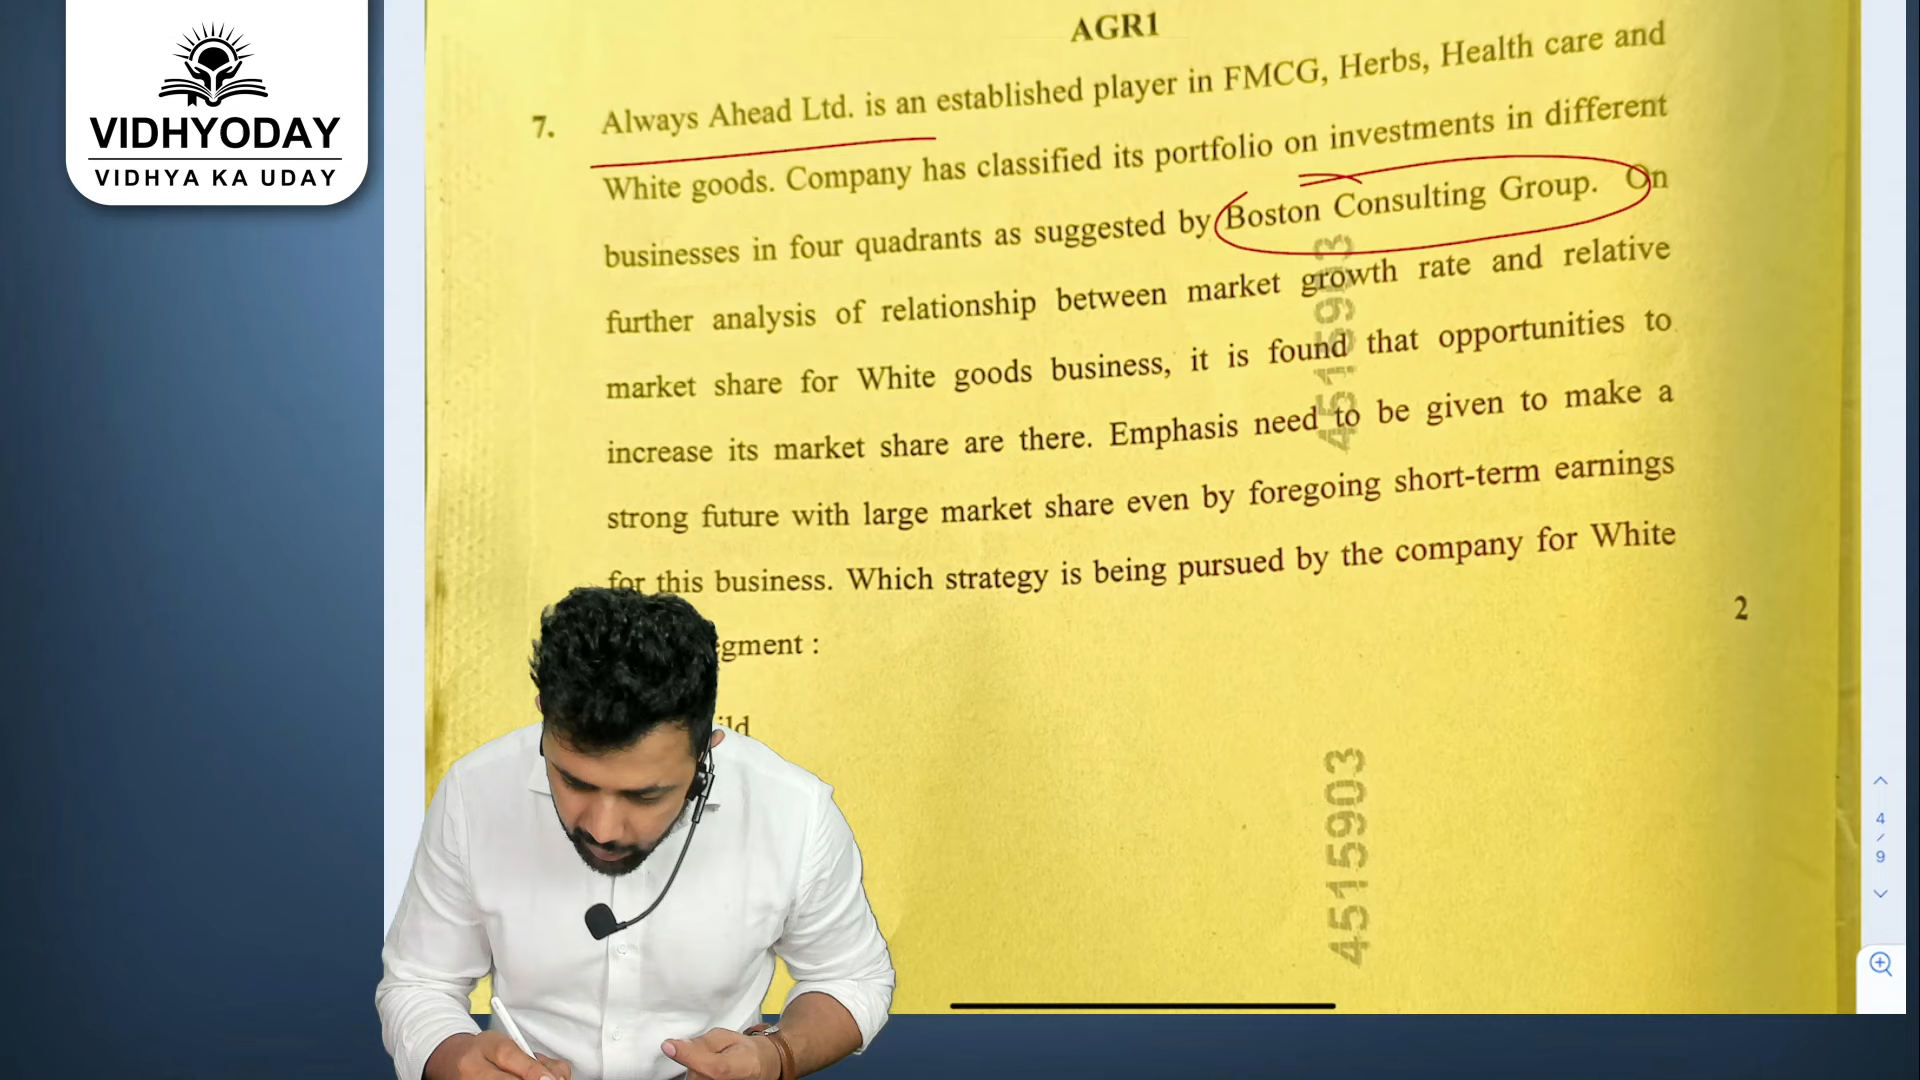 VIDHYODAY
VIDHYA KA UDAY
AGR1
7. Always Ahead Ltd. is an established player in FMCG, Herbs, Health care and
White goods. Company has classified its portfolio on investments in different
businesses in four quadrants as suggested by Boston Consulting Group. On
further analysis of relationship between market growth rate and relative
market share for White goods business, it is found that opportunities to
increase its market share are there. Emphasis need to be given to make a
strong future with large market share even by foregoing short-term earnings
for this business. Which strategy is being pursued by the company for White
gment :
2
4515903
4515903
4
/
9